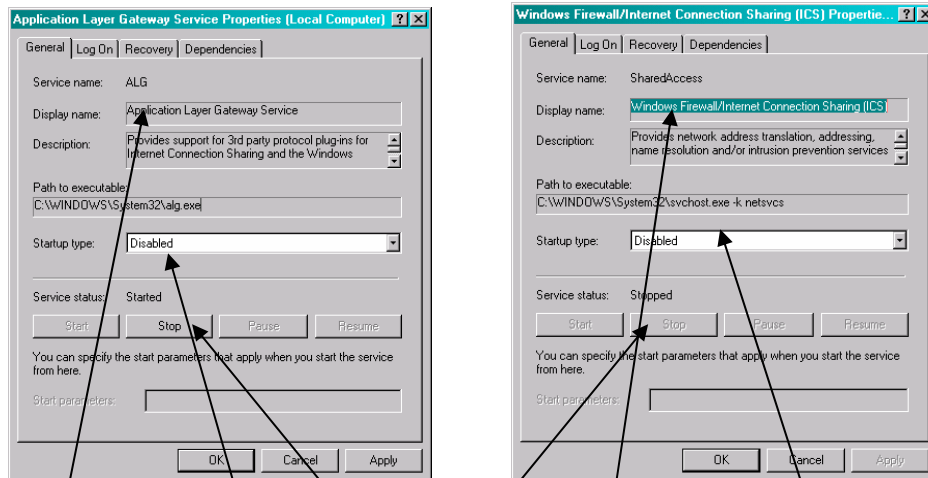 Application Layer Gateway Service Properties (Local Computer)
General Log On Recovery Dependencies
Service name: ALG
Display name: Application Layer Gateway Service
Description: Provides support for 3rd party protocol plug-ins for
Internet Connection Sharing and the Windows
Path to executable:
C:\WINDOWS\System32\alg.exe
Startup type: Disabled
Service status: Started
Start Stop Pause Resume
You can specify the start parameters that apply when you start the service
from here.
Start parameters:
OK Cancel Apply
Windows Firewall/Internet Connection Sharing (ICS) Propertie...
General Log On Recovery Dependencies
Service name: SharedAccess
Display name: Windows Firewall/Internet Connection Sharing (ICS)
Description: Provides network address translation, addressing,
name resolution and/or intrusion prevention services
Path to executable:
C:\WINDOWS\System32\svchost.exe -k netsvcs
Startup type: Disabled
Service status: Stopped
Start Stop Pause Resume
You can specify the start parameters that apply when you start the service
from here.
Start parameters:
OK Cancel Apply